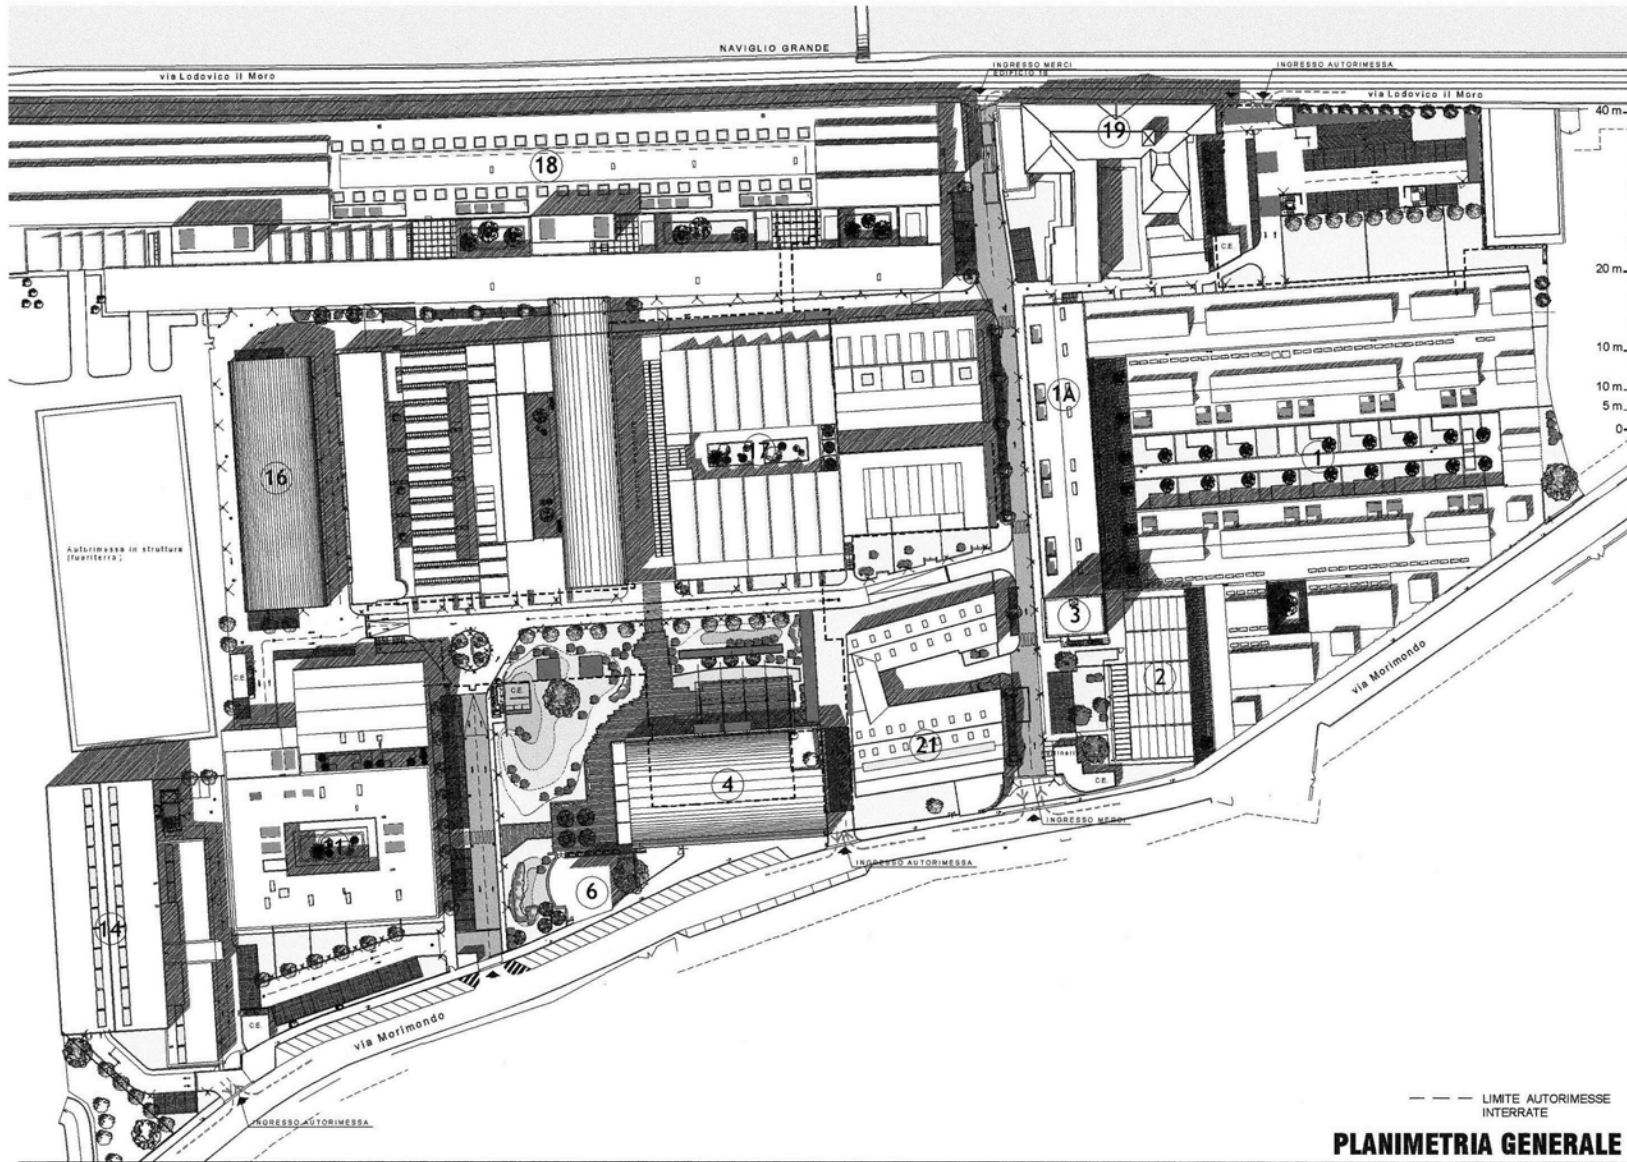 NAVIGLIO GRANDE
via Lodovico il Moro
INGRESSO MERCI
EDIFICIO 18
INGRESSO AUTORIMESSA
via Lodovico il Moro
40 m
19
18
20 m
10 m
1A
10 m
5 m
0
17
1
16
Autorimessa in struttura
(fuoriterra)
3
2
C.E.
C.E.
C.E.
via Morimondo
21
4
C.E.
INGRESSO MERCI
INGRESSO AUTORIMESSA
6
14
C.E.
via Morimondo
INGRESSO AUTORIMESSA
LIMITE AUTORIMESSE
INTERRATE
PLANIMETRIA GENERALE